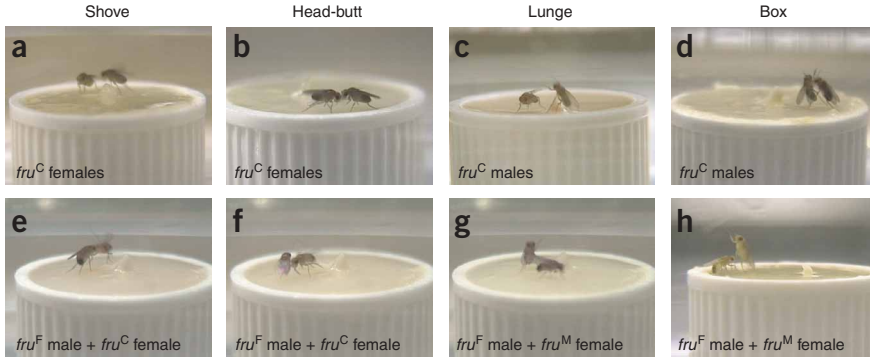 Shove Head-butt Lunge Box
a b c d
fruᶜ females fruᶜ females fruᶜ males fruᶜ males
e f g h
fruᶠ male + fruᶜ female fruᶠ male + fruᶜ female fruᶠ male + fruᴹ female fruᶠ male + fruᴹ female